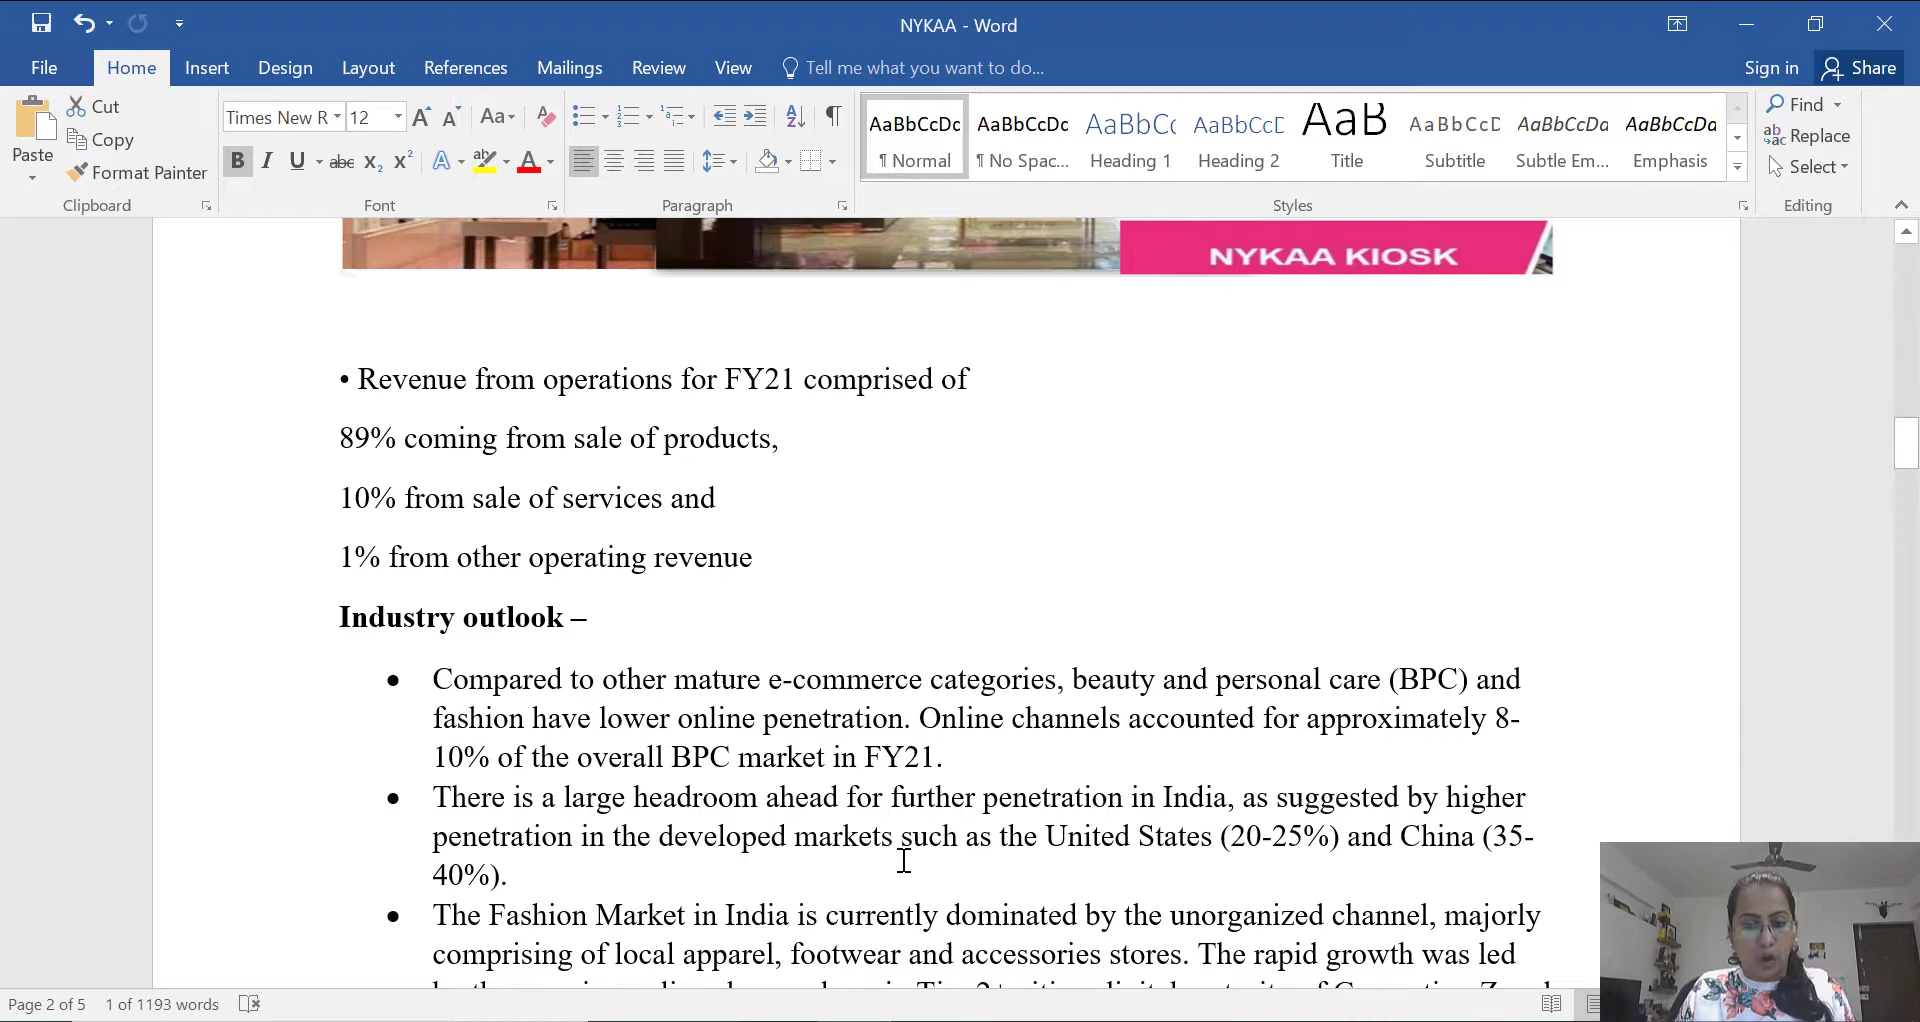 NYKAA - Word
File
Home
Insert
Design
Layout
References
Mailings
Review
View
Tell me what you want to do...
Sign in
Share
Paste
Cut
Copy
Format Painter
Clipboard
Times New R
12
Font
Paragraph
AaBbCcDc
¶ Normal
AaBbCcDc
¶ No Spac...
AaBbCc
Heading 1
AaBbCcD
Heading 2
AaB
Title
AaBbCcD
Subtitle
AaBbCcDa
Subtle Em...
AaBbCcDa
Emphasis
Styles
Find
Replace
Select
Editing
NYKAA KIOSK
• Revenue from operations for FY21 comprised of
89% coming from sale of products,
10% from sale of services and
1% from other operating revenue
Industry outlook –
• Compared to other mature e-commerce categories, beauty and personal care (BPC) and
fashion have lower online penetration. Online channels accounted for approximately 8-
10% of the overall BPC market in FY21.
• There is a large headroom ahead for further penetration in India, as suggested by higher
penetration in the developed markets such as the United States (20-25%) and China (35-
40%).
• The Fashion Market in India is currently dominated by the unorganized channel, majorly
comprising of local apparel, footwear and accessories stores. The rapid growth was led
Page 2 of 5
1 of 1193 words